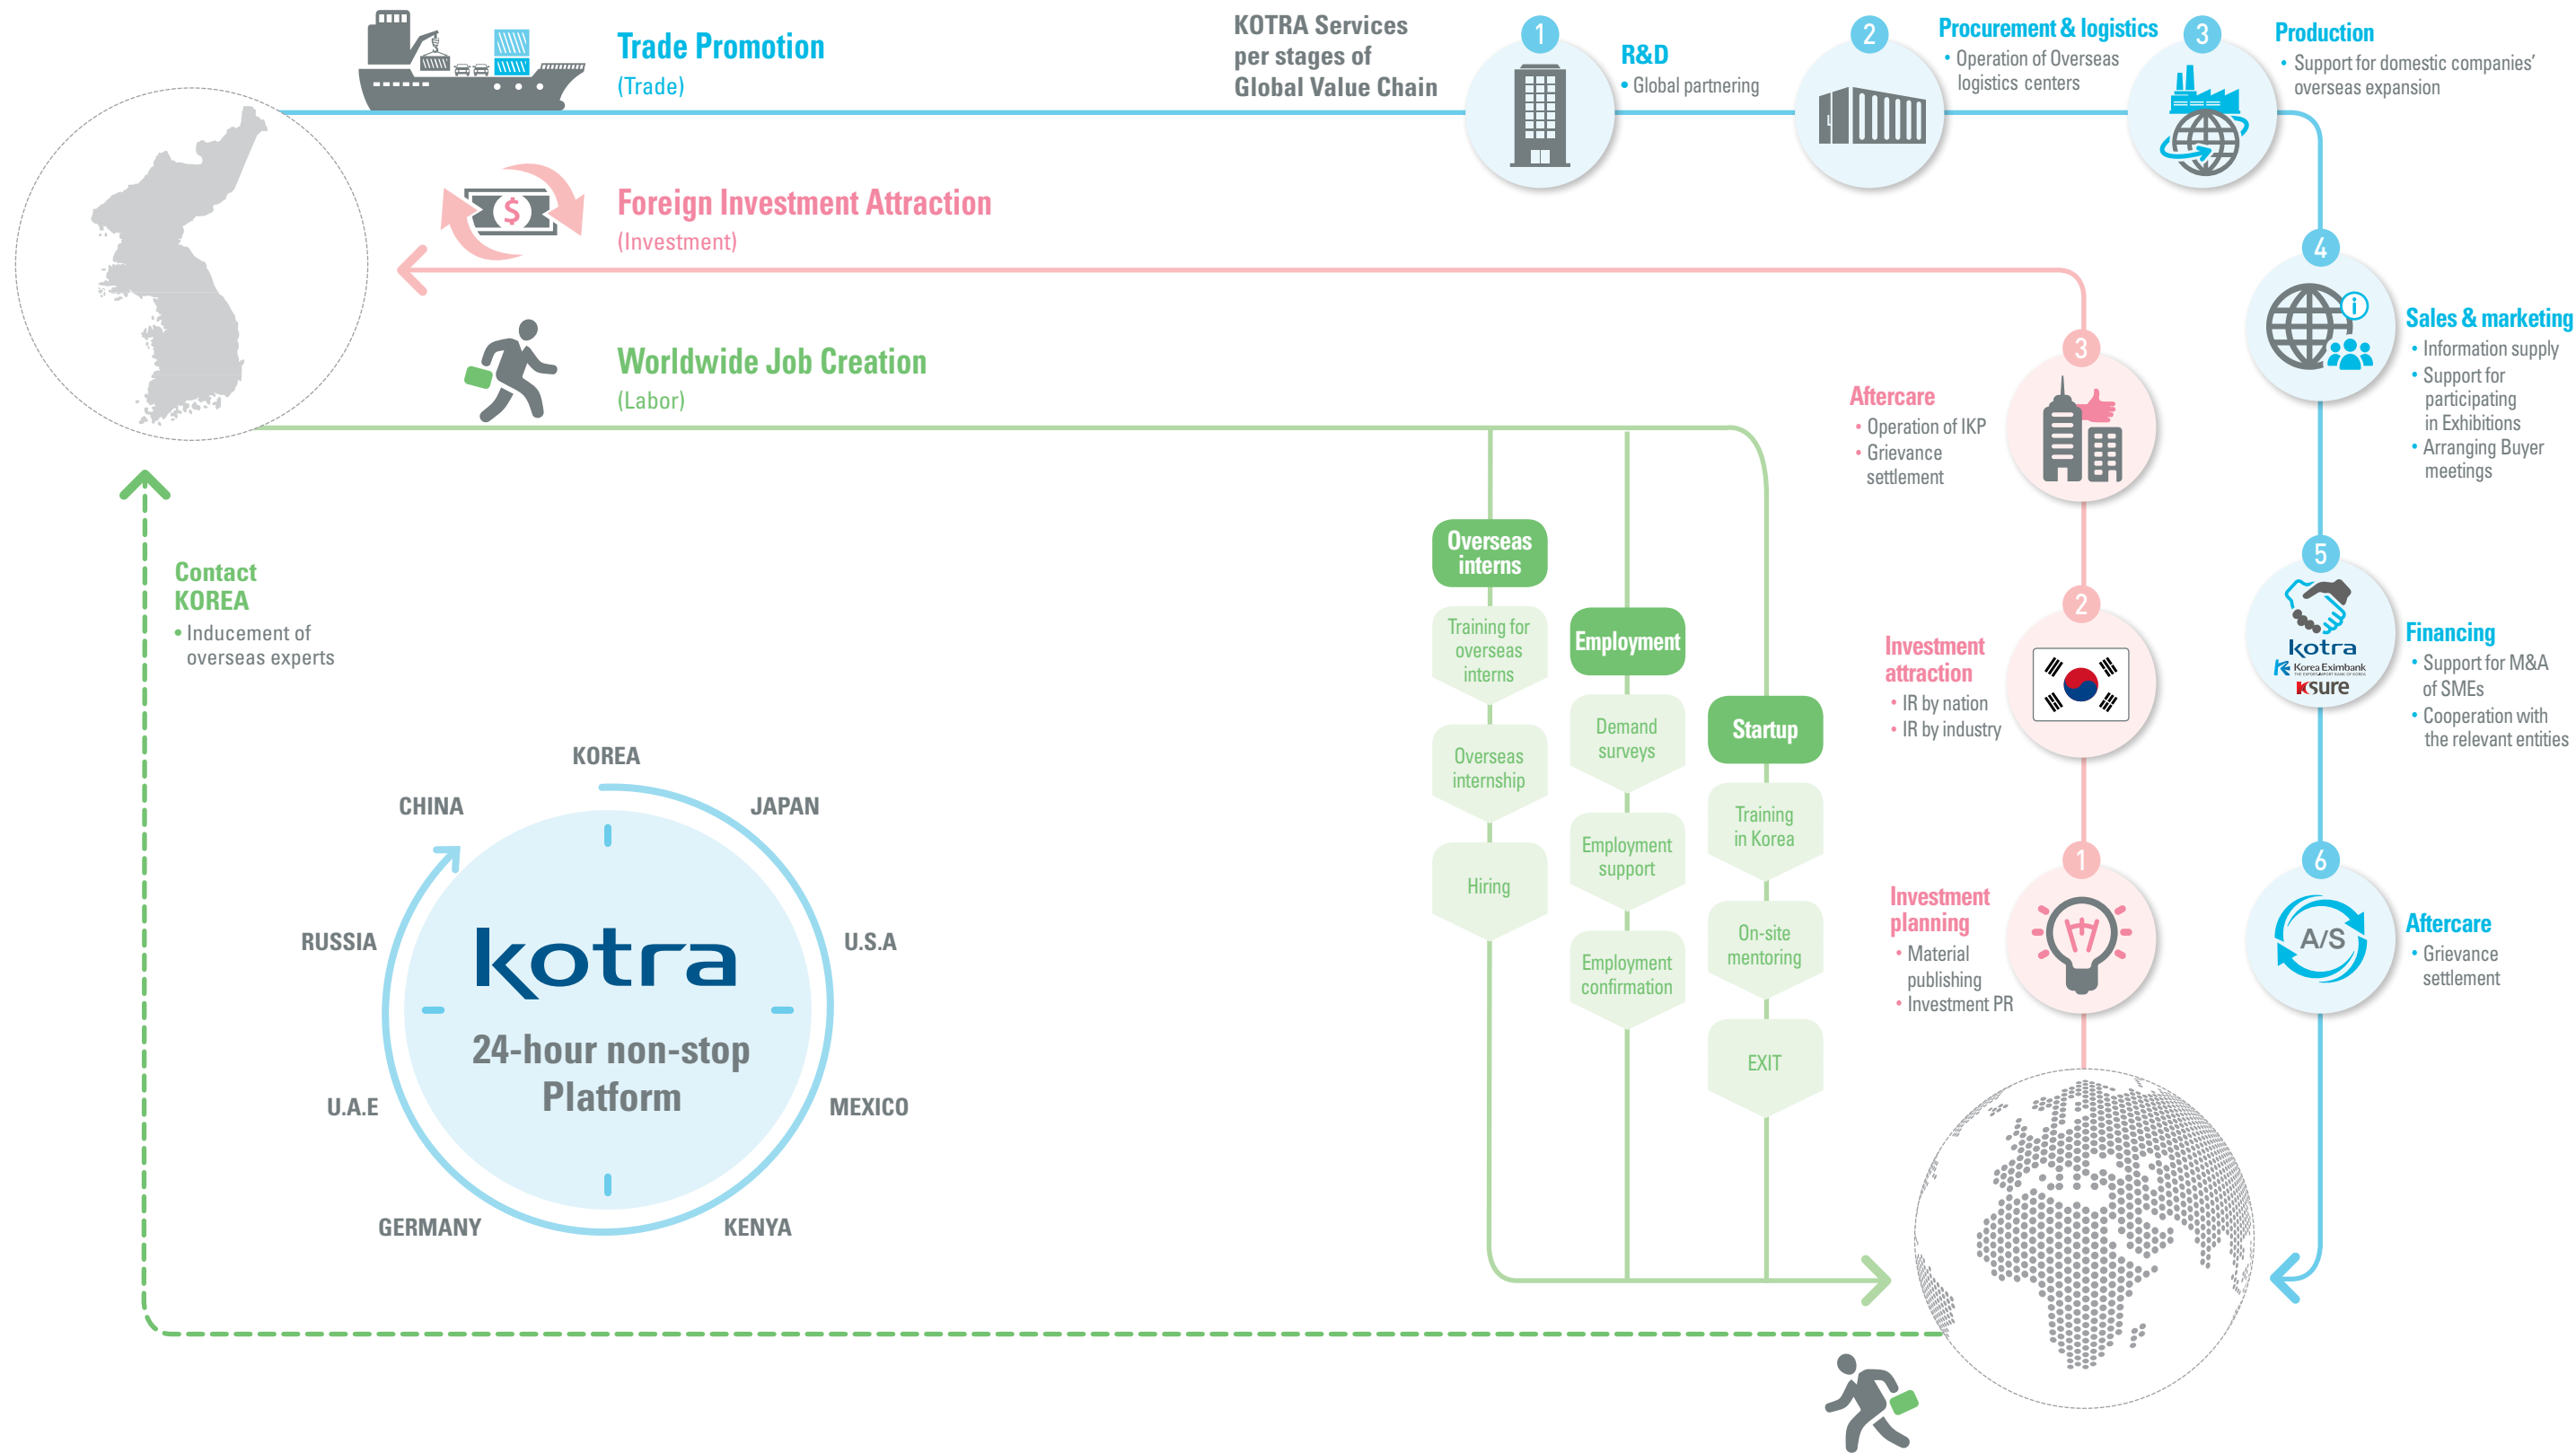 Trade Promotion
(Trade)
KOTRA Services
per stages of
Global Value Chain
1
R&D
• Global partnering
2
Procurement & logistics
• Operation of Overseas
logistics centers
3
Production
• Support for domestic companies'
overseas expansion
4
Sales & marketing
• Information supply
• Support for
participating
in Exhibitions
• Arranging Buyer
meetings
5
kotra
Korea Eximbank
THE EXPORT-IMPORT BANK OF KOREA
Ksure
Financing
• Support for M&A
of SMEs
• Cooperation with
the relevant entities
6
A/S
Aftercare
• Grievance
settlement
$
Foreign Investment Attraction
(Investment)
3
Aftercare
• Operation of IKP
• Grievance
settlement
2
Investment
attraction
• IR by nation
• IR by industry
1
Investment
planning
• Material
publishing
• Investment PR
Worldwide Job Creation
(Labor)
Overseas
interns
Training for
overseas
interns
Overseas
internship
Hiring
Employment
Demand
surveys
Employment
support
Employment
confirmation
Startup
Training
in Korea
On-site
mentoring
EXIT
Contact
KOREA
• Inducement of
overseas experts
KOREA
JAPAN
U.S.A
MEXICO
KENYA
GERMANY
U.A.E
RUSSIA
CHINA
kotra
24-hour non-stop
Platform